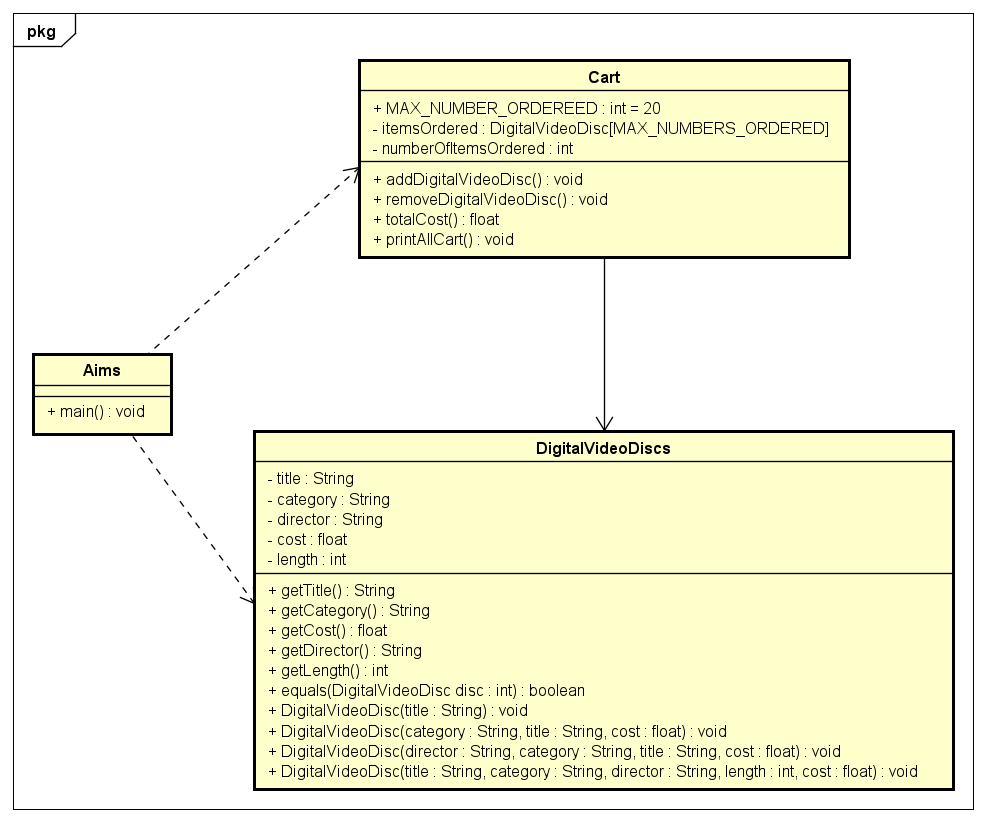 pkg
Cart
+ MAX_NUMBER_ORDEREED : int = 20
- itemsOrdered : DigitalVideoDisc[MAX_NUMBERS_ORDERED]
- numberOfItemsOrdered : int
+ addDigitalVideoDisc() : void
+ removeDigitalVideoDisc() : void
+ totalCost() : float
+ printAllCart() : void
Aims
+ main() : void
DigitalVideoDiscs
- title : String
- category : String
- director : String
- cost : float
- length : int
+ getTitle() : String
+ getCategory() : String
+ getCost() : float
+ getDirector() : String
+ getLength() : int
+ equals(DigitalVideoDisc disc : int) : boolean
+ DigitalVideoDisc(title : String) : void
+ DigitalVideoDisc(category : String, title : String, cost : float) : void
+ DigitalVideoDisc(director : String, category : String, title : String, cost : float) : void
+ DigitalVideoDisc(title : String, category : String, director : String, length : int, cost : float) : void